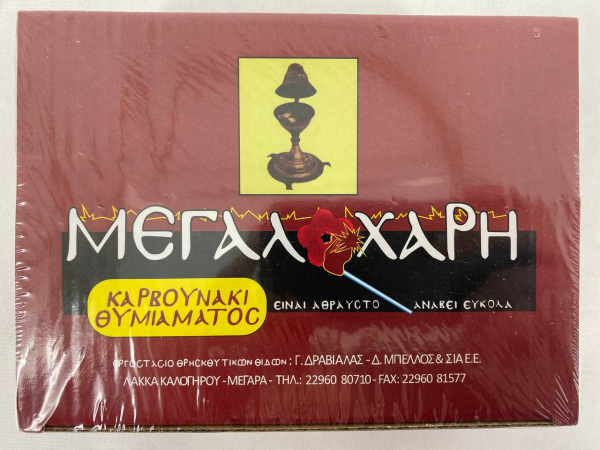 ΜΕΓΑΛΟΧΑΡΗ
ΚΑΡΒΟΥΝΑΚΙ
ΘΥΜΙΑΜΑΤΟΣ
ΕΙΝΑΙ ΑΘΡΑΥΣΤΟ ΑΝΑΒΕΙ ΕΥΚΟΛΑ
ΕΡΓΟΣΤΑΣΙΟ ΘΡΗΣΚΕΥΤΙΚΩΝ ΕΙΔΩΝ : Γ. ΔΡΑΒΙΑΛΑΣ - Δ. ΜΠΕΛΛΟΣ & ΣΙΑ Ε.Ε.
ΛΑΚΚΑ ΚΑΛΟΓΗΡΟΥ - ΜΕΓΑΡΑ - ΤΗΛ.: 22960 80710 - FAX: 22960 81577